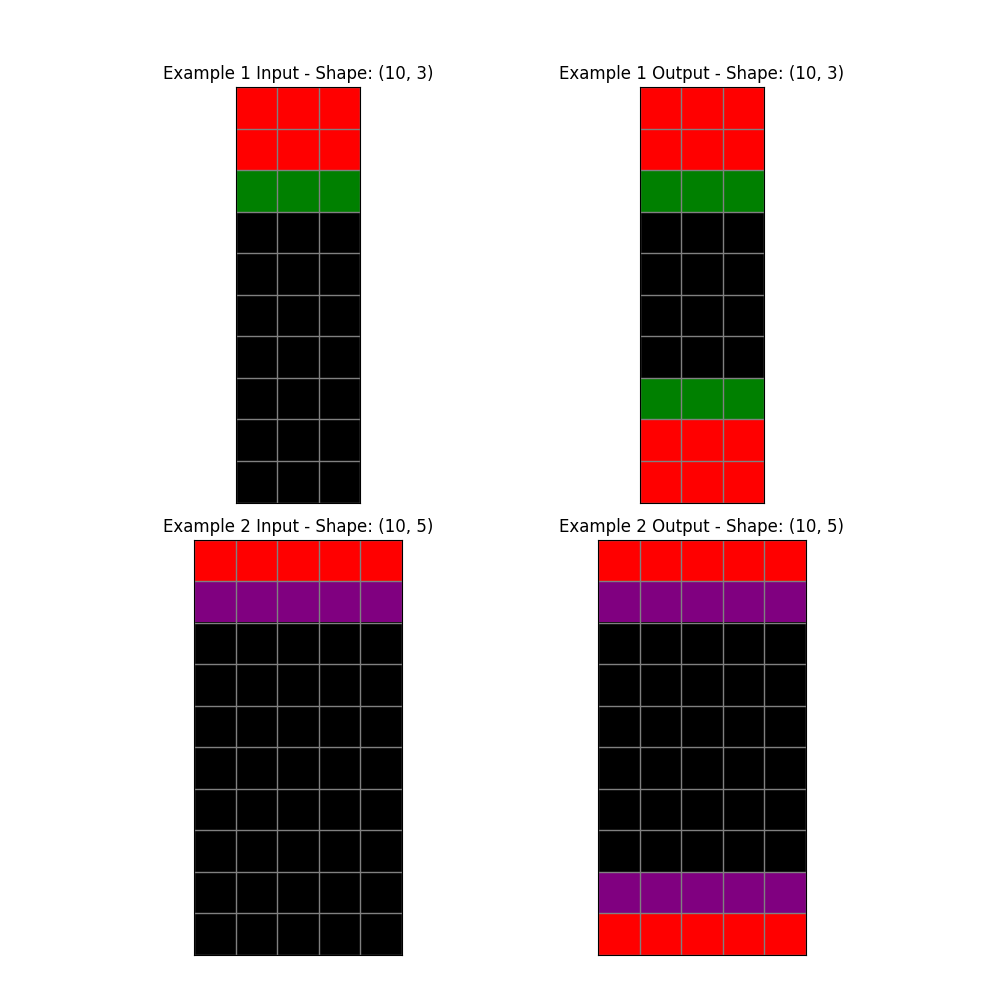 Example 1 Input - Shape: (10, 3)
Example 1 Output - Shape: (10, 3)
Example 2 Input - Shape: (10, 5)
Example 2 Output - Shape: (10, 5)